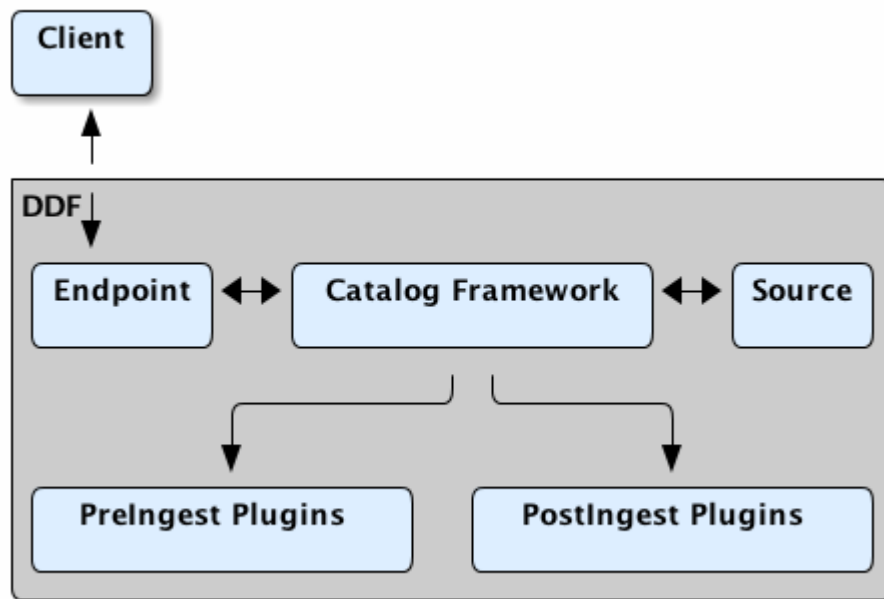 Client
DDF
Endpoint
Catalog Framework
Source
PreIngest Plugins
PostIngest Plugins